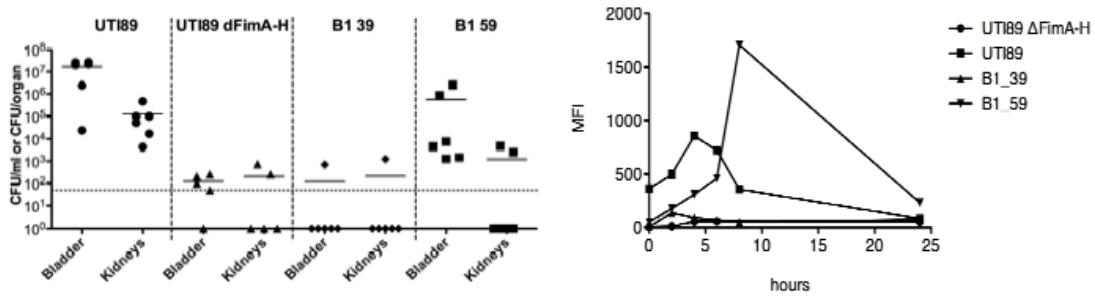 UTI89 UTI89 dFimA-H B1 39 B1 59
CFU/ml or CFU/organ
10^8
10^7
10^6
10^5
10^4
10^3
10^2
10^1
10^0
Bladder Kidneys Bladder Kidneys Bladder Kidneys Bladder Kidneys
MFI
2000
1500
1000
500
0
0 5 10 15 20 25
hours
UTI89 ΔFimA-H
UTI89
B1_39
B1_59